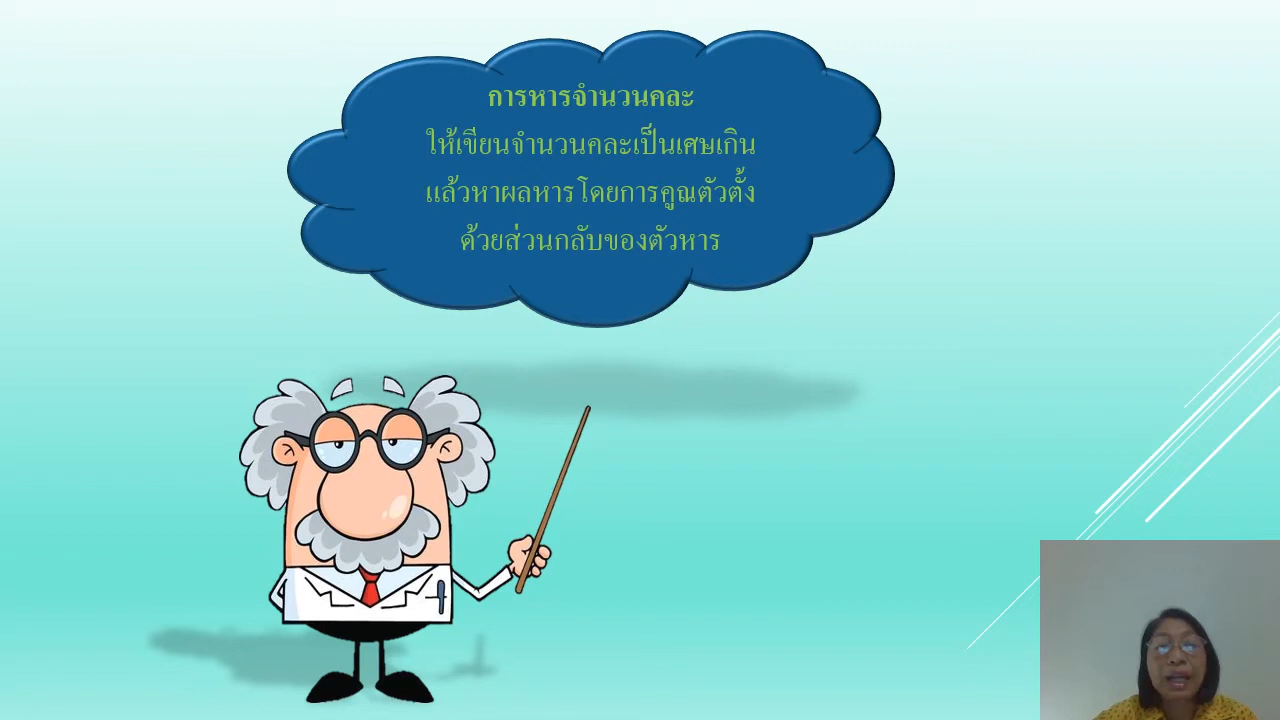 การหารจำนวนคละ
ให้เขียนจำนวนคละเป็นเศษเกิน
แล้วหาผลหารโดยการคูณตัวตั้ง
ด้วยส่วนกลับของตัวหาร